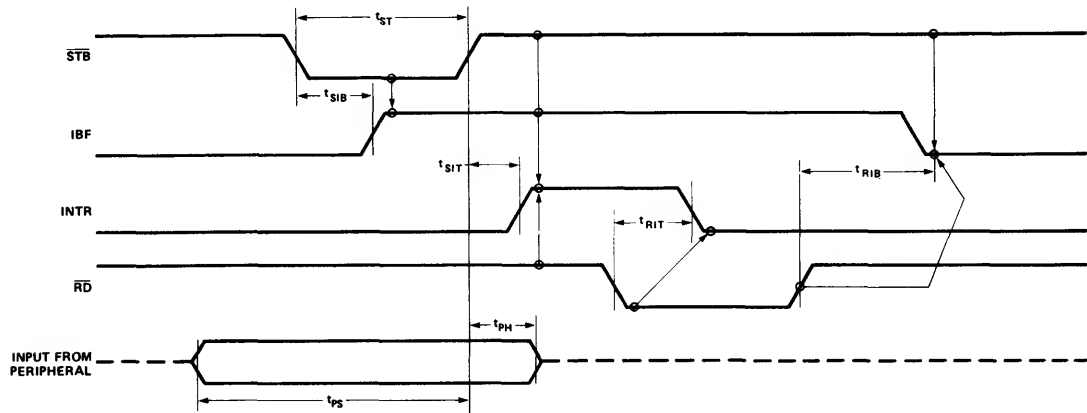 tST
STB
tSIB
IBF
tSIT
tRIB
INTR
tRIT
RD
tPH
INPUT FROM
PERIPHERAL
tPS